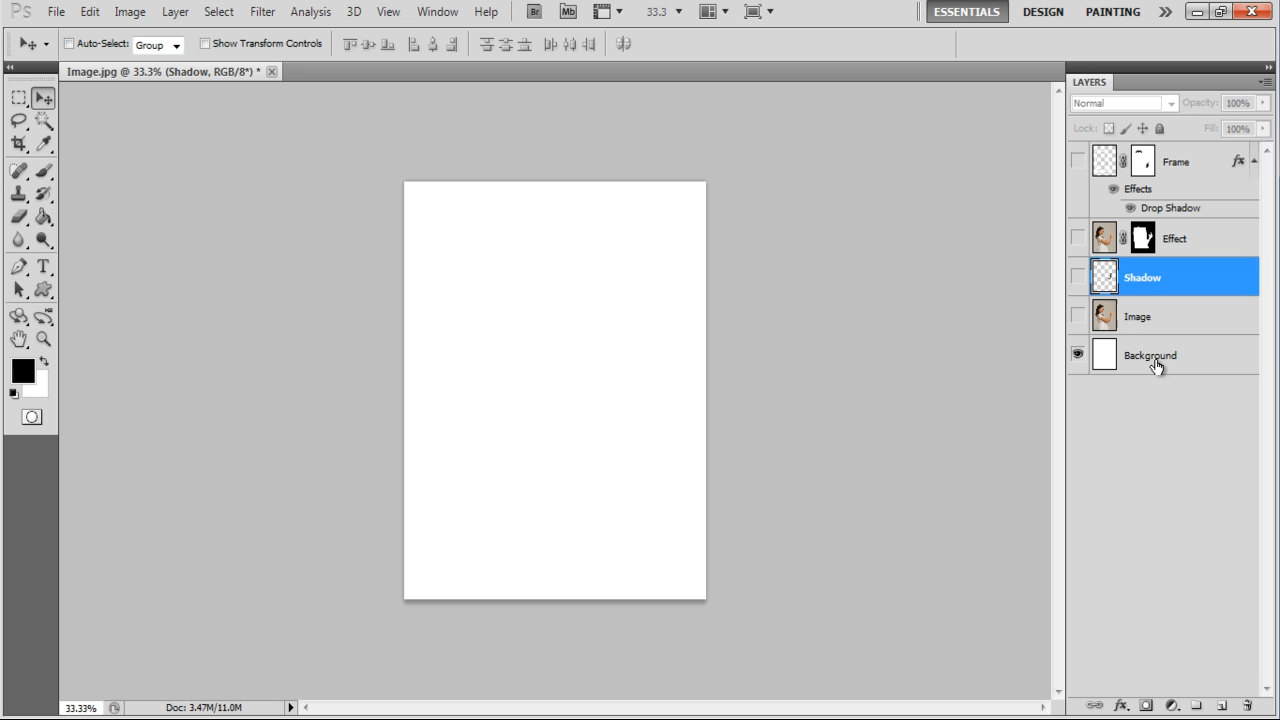 Ps File Edit Image Layer Select Filter Analysis 3D View Window Help Br Mb 33.3 ESSENTIALS DESIGN PAINTING
Auto-Select: Group Show Transform Controls
Image.jpg @ 33.3% (Shadow, RGB/8*) *
LAYERS
Normal Opacity: 100%
Lock: Fill: 100%
Frame fx
Effects
Drop Shadow
Effect
Shadow
Image
Background
33.33% Doc: 3.47M/11.0M
fx